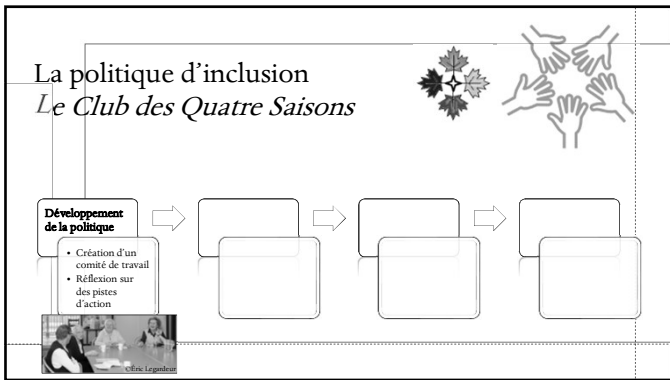 La politique d’inclusion
Le Club des Quatre Saisons
Développement
de la politique
• Création d’un
comité de travail
• Réflexion sur
des pistes
d’action
©Éric Legardeur